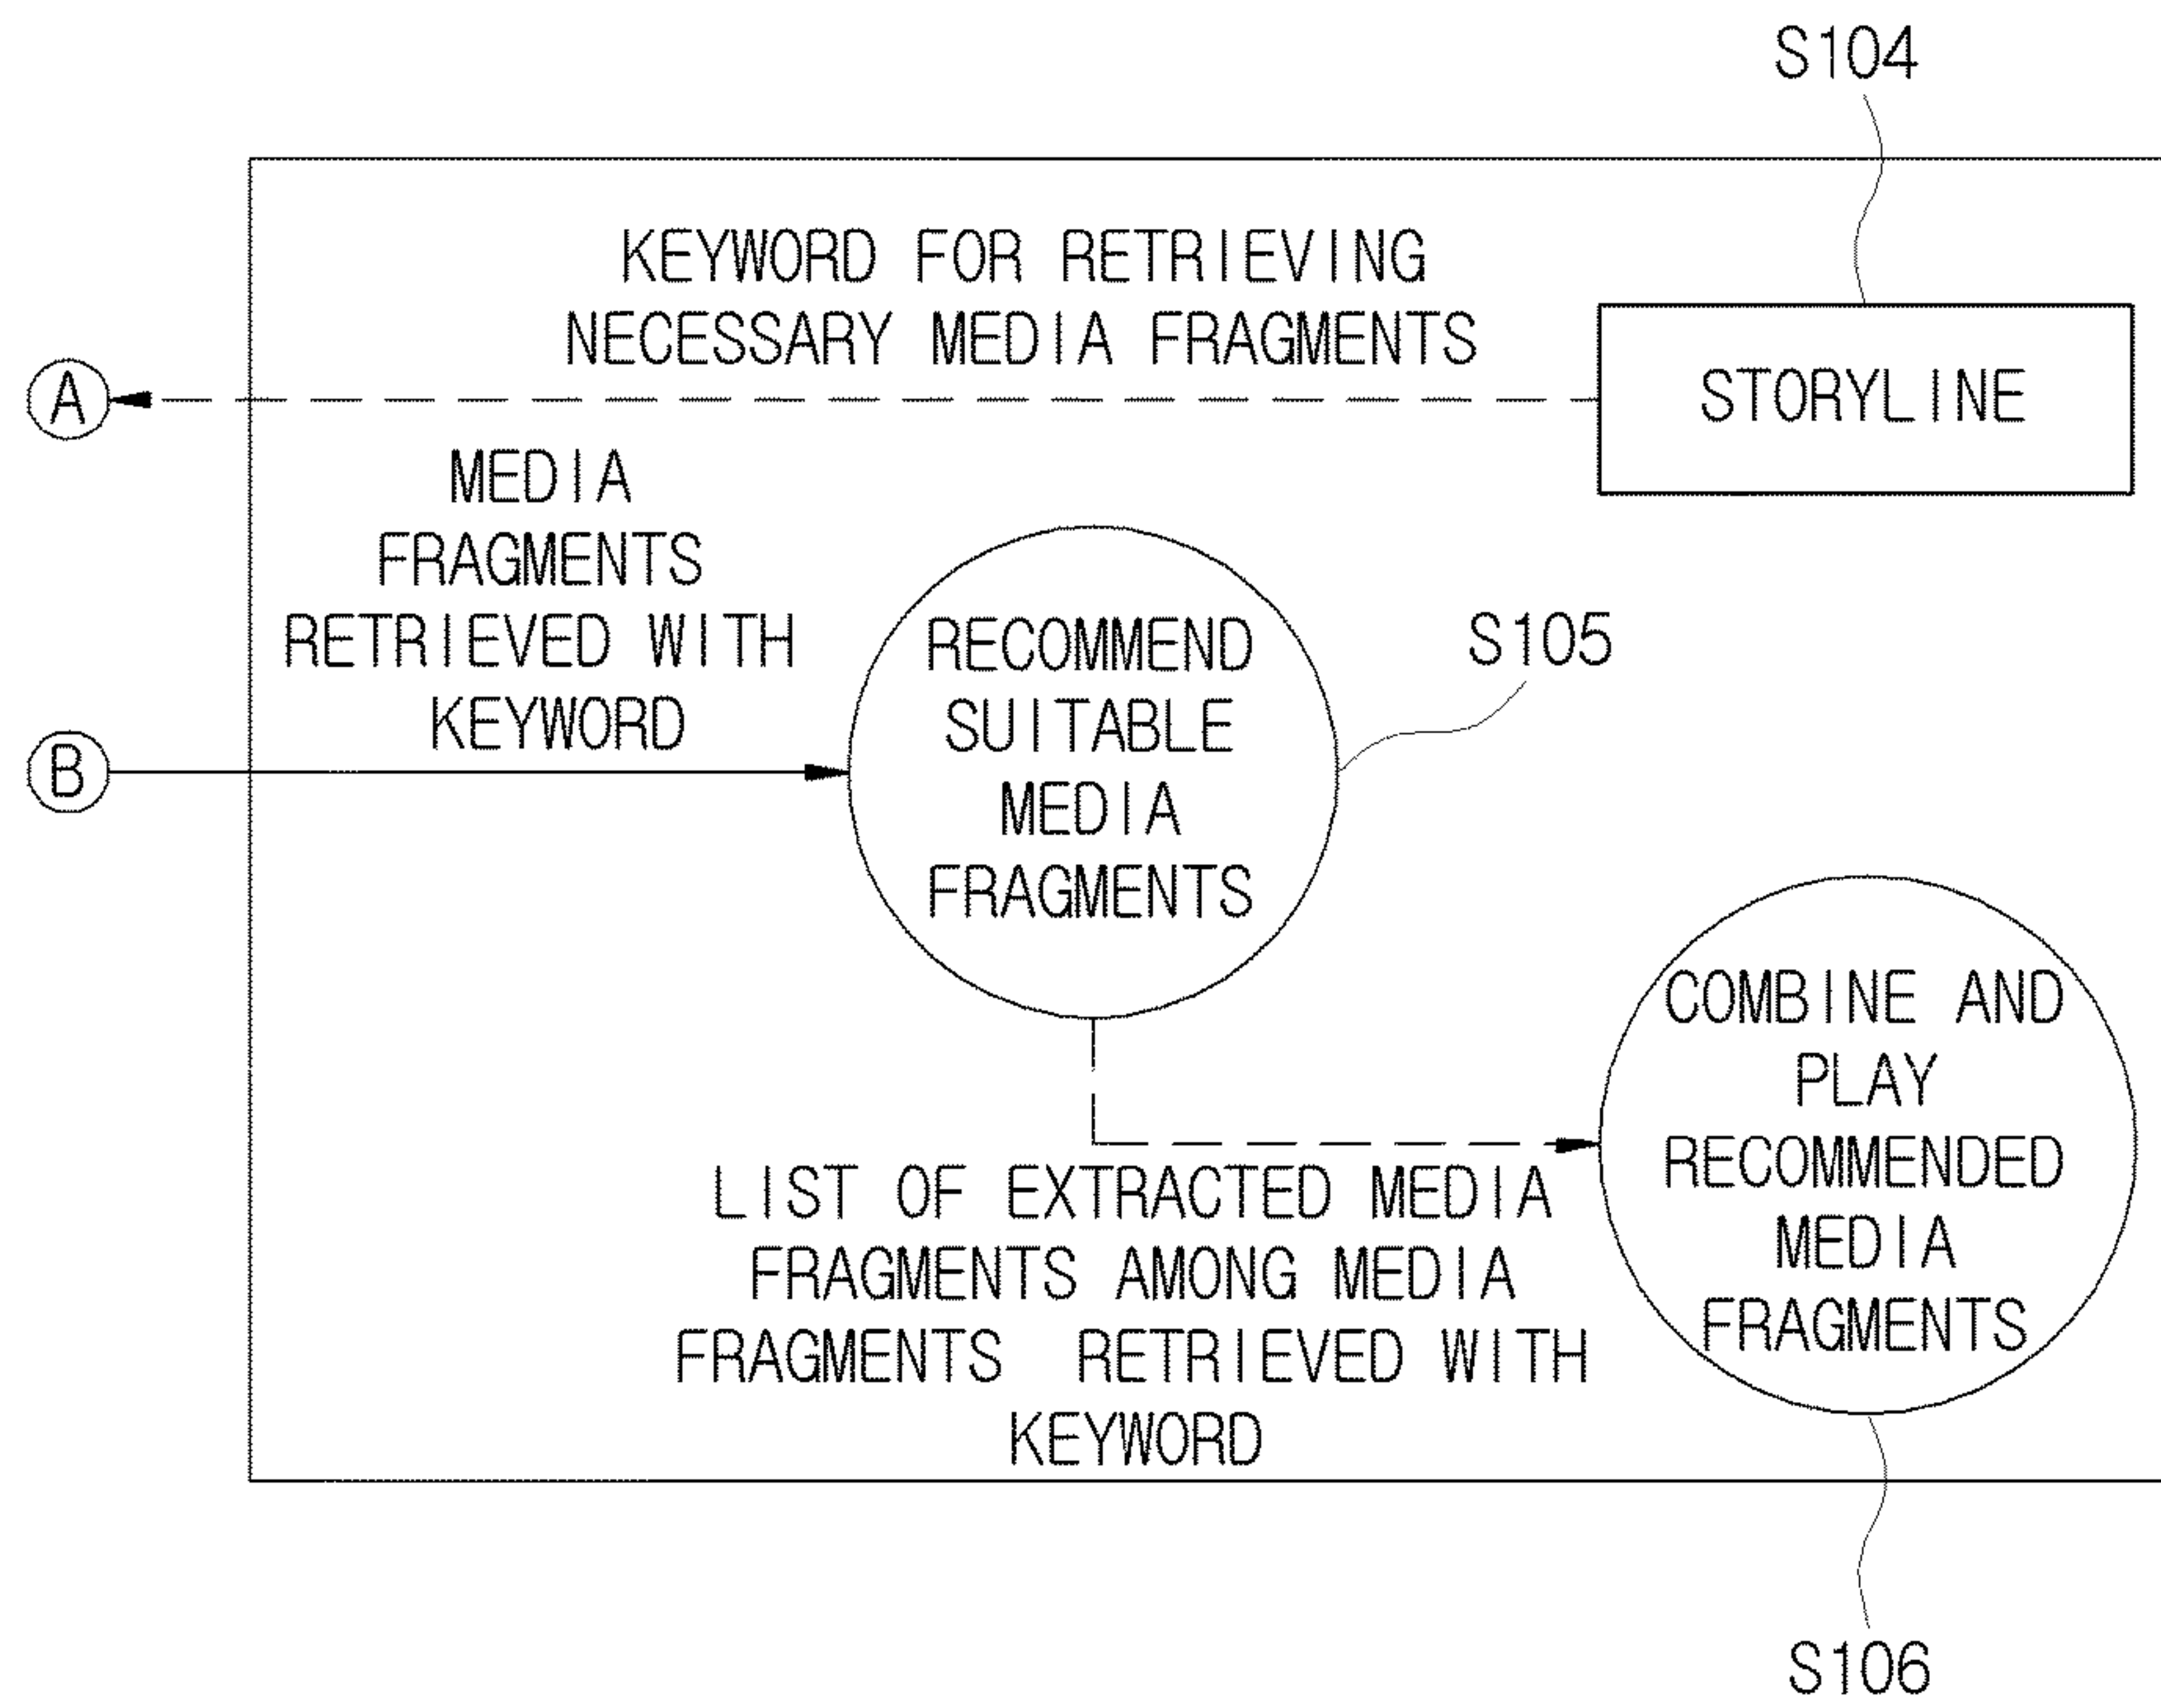 S104
KEYWORD FOR RETRIEVING
NECESSARY MEDIA FRAGMENTS
A
STORYLINE
MEDIA
FRAGMENTS
RETRIEVED WITH
KEYWORD
B
RECOMMEND
SUITABLE
MEDIA
FRAGMENTS
S105
COMBINE AND
PLAY
RECOMMENDED
MEDIA
FRAGMENTS
LIST OF EXTRACTED MEDIA
FRAGMENTS AMONG MEDIA
FRAGMENTS RETRIEVED WITH
KEYWORD
S106